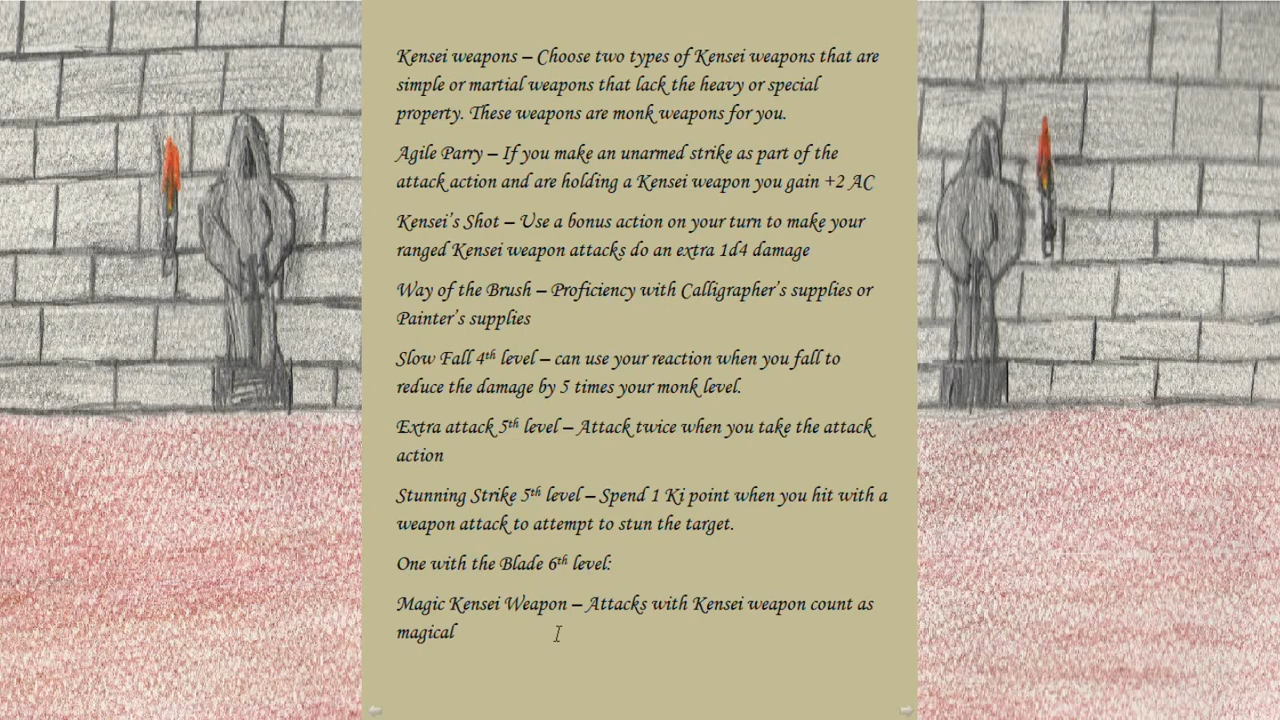 Kensei weapons – Choose two types of Kensei weapons that are
simple or martial weapons that lack the heavy or special
property. These weapons are monk weapons for you.
Agile Parry – If you make an unarmed strike as part of the
attack action and are holding a Kensei weapon you gain +2 AC
Kensei's Shot – Use a bonus action on your turn to make your
ranged Kensei weapon attacks do an extra 1d4 damage
Way of the Brush – Proficiency with Calligrapher's supplies or
Painter's supplies
Slow Fall 4th level – can use your reaction when you fall to
reduce the damage by 5 times your monk level.
Extra attack 5th level – Attack twice when you take the attack
action
Stunning Strike 5th level – Spend 1 Ki point when you hit with a
weapon attack to attempt to stun the target.
One with the Blade 6th level:
Magic Kensei Weapon – Attacks with Kensei weapon count as
magical